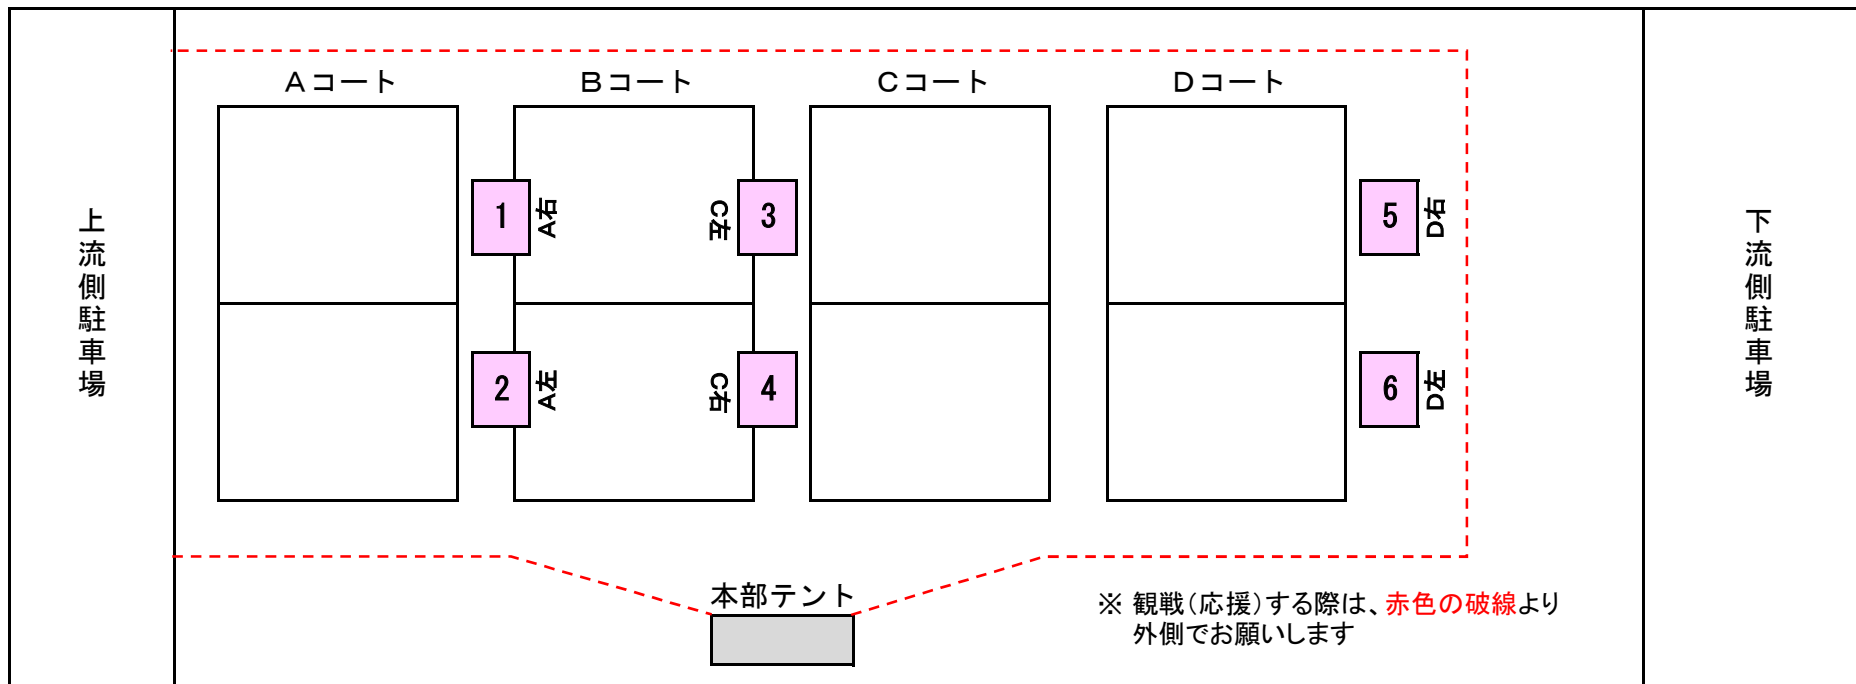 Aコート
Bコート
Cコート
Dコート
上流側駐車場
1
A右
C左
3
5
D右
下流側駐車場
2
A左
C右
4
6
D左
本部テント
※ 観戦(応援)する際は、赤色の破線より
外側でお願いします